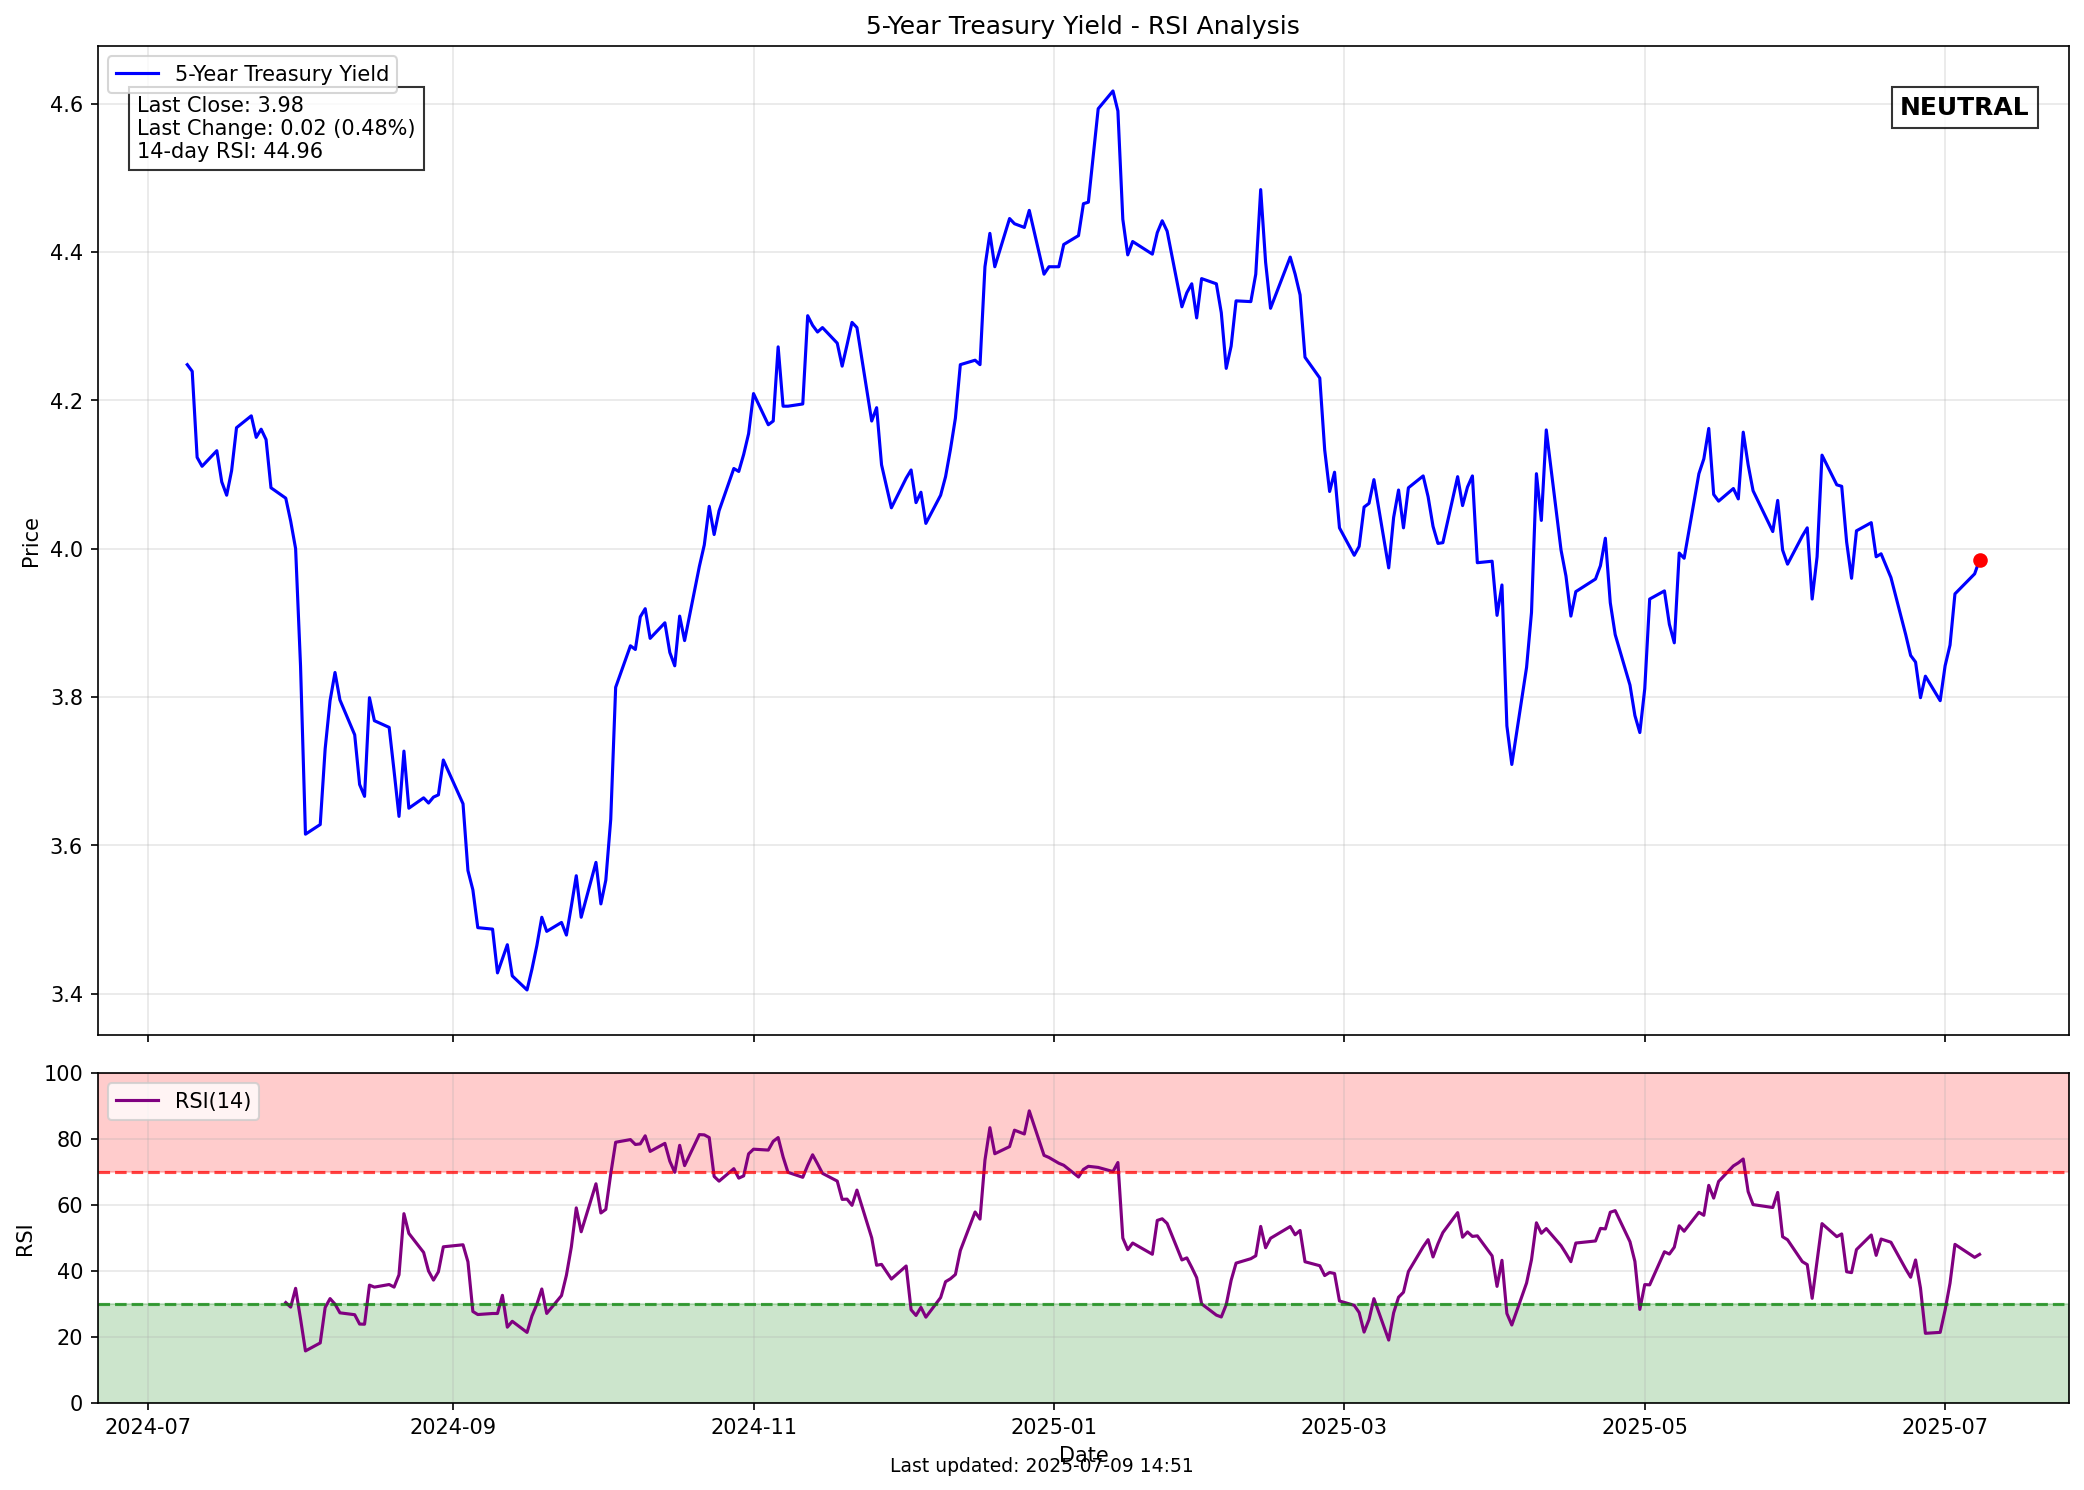 5-Year Treasury Yield - RSI Analysis
5-Year Treasury Yield
Last Close: 3.98
Last Change: 0.02 (0.48%)
14-day RSI: 44.96
NEUTRAL
Price
4.6
4.4
4.2
4.0
3.8
3.6
3.4
RSI(14)
RSI
100
80
60
40
20
0
2024-07
2024-09
2024-11
2025-01
2025-03
2025-05
2025-07
Date
Last updated: 2025-07-09 14:51